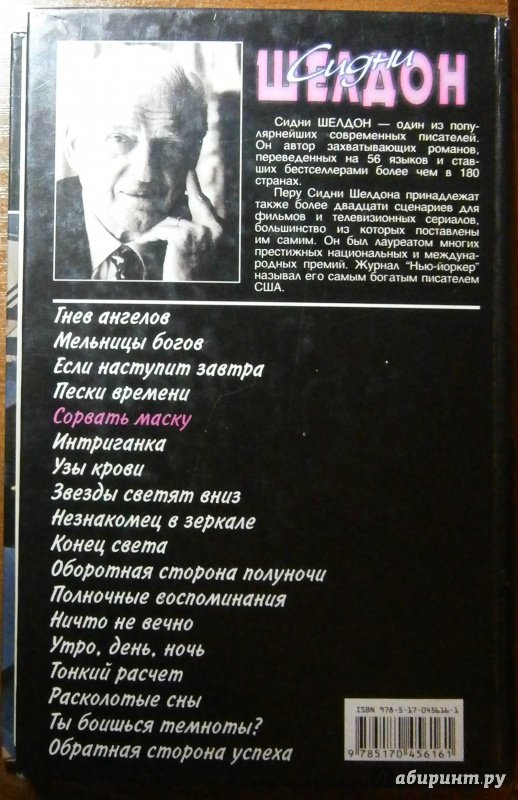 Сидни
ШЕЛДОН
Сидни ШЕЛДОН — один из попу-
лярнейших современных писателей.
Он автор захватывающих романов,
переведенных на 56 языков и став-
ших бестселлерами более чем в 180
странах.
Перу Сидни Шелдона принадлежат
также более двадцати сценариев для
фильмов и телевизионных сериалов,
большинство из которых поставлены
им самим. Он был лауреатом многих
престижных национальных и междуна-
родных премий. Журнал "Нью-йоркер"
называл его самым богатым писателем
США.
Гнев ангелов
Мельницы богов
Если наступит завтра
Пески времени
Сорвать маску
Интриганка
Узы крови
Звезды светят вниз
Незнакомец в зеркале
Конец света
Оборотная сторона полуночи
Полночные воспоминания
Ничто не вечно
Утро, день, ночь
Тонкий расчет
Расколотые сны
Ты боишься темноты?
Обратная сторона успеха
ISBN 978-5-17-045616-1
9 785170 456161
абиринт.ру